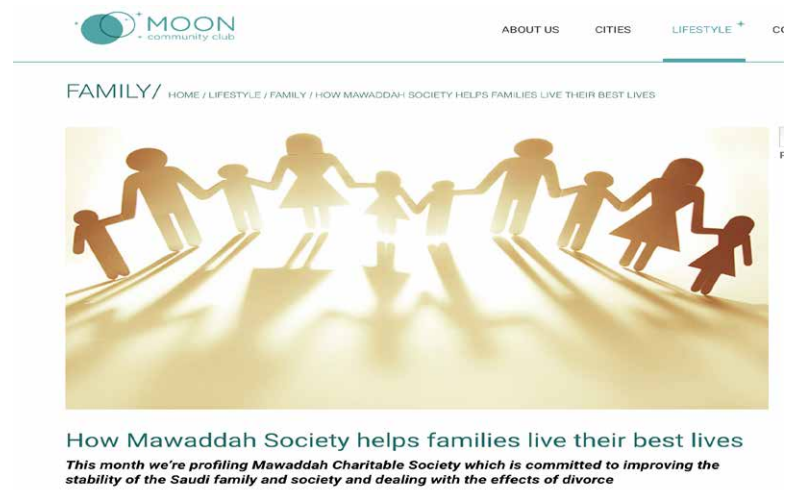 MOON
community club
ABOUT US
CITIES
LIFESTYLE +
FAMILY/ HOME / LIFESTYLE / FAMILY / HOW MAWADDAH SOCIETY HELPS FAMILIES LIVE THEIR BEST LIVES
How Mawaddah Society helps families live their best lives
This month we're profiling Mawaddah Charitable Society which is committed to improving the
stability of the Saudi family and society and dealing with the effects of divorce